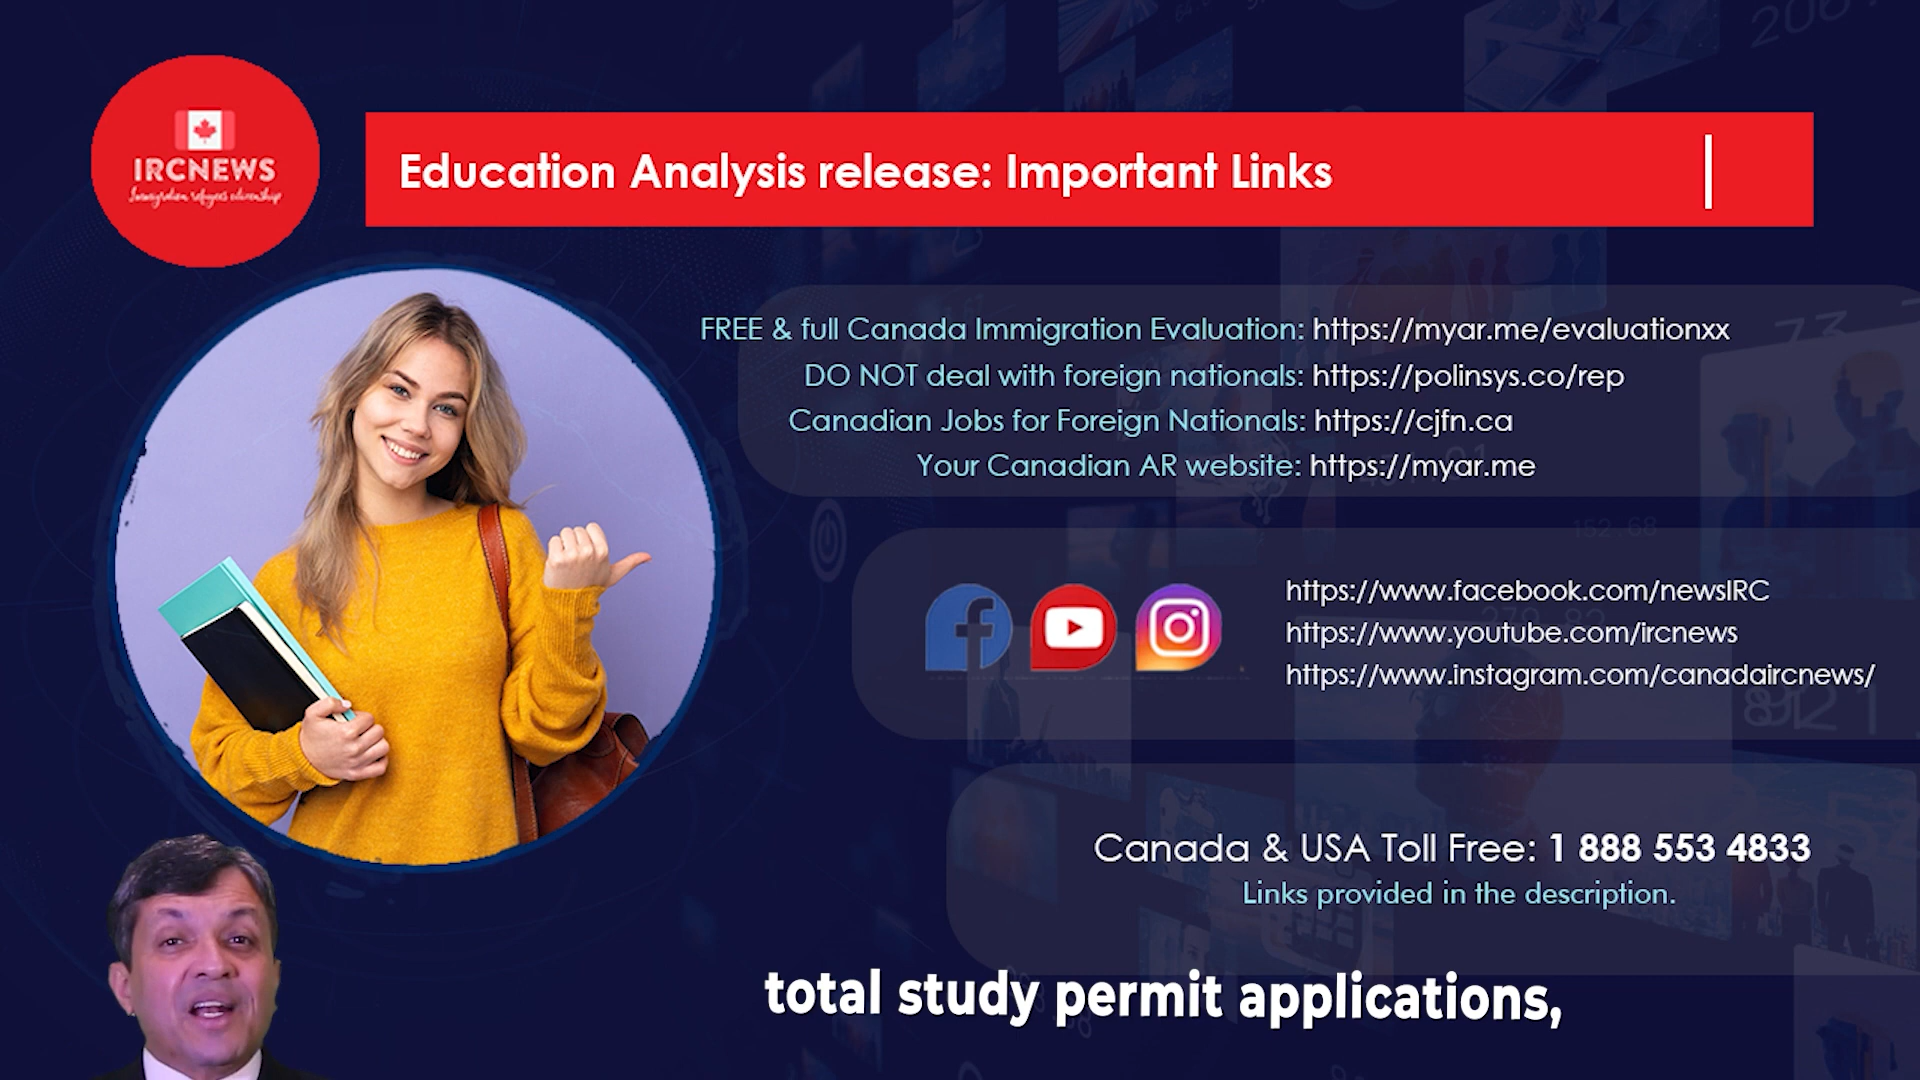 IRCNEWS
Immigration refugees citizenship
Education Analysis release: Important Links
FREE & full Canada Immigration Evaluation: https://myar.me/evaluationxx
DO NOT deal with foreign nationals: https://polinsys.co/rep
Canadian Jobs for Foreign Nationals: https://cjfn.ca
Your Canadian AR website: https://myar.me
https://www.facebook.com/newsIRC
https://www.youtube.com/ircnews
https://www.instagram.com/canadaircnews/
Canada & USA Toll Free: 1 888 553 4833
Links provided in the description.
total study permit applications,